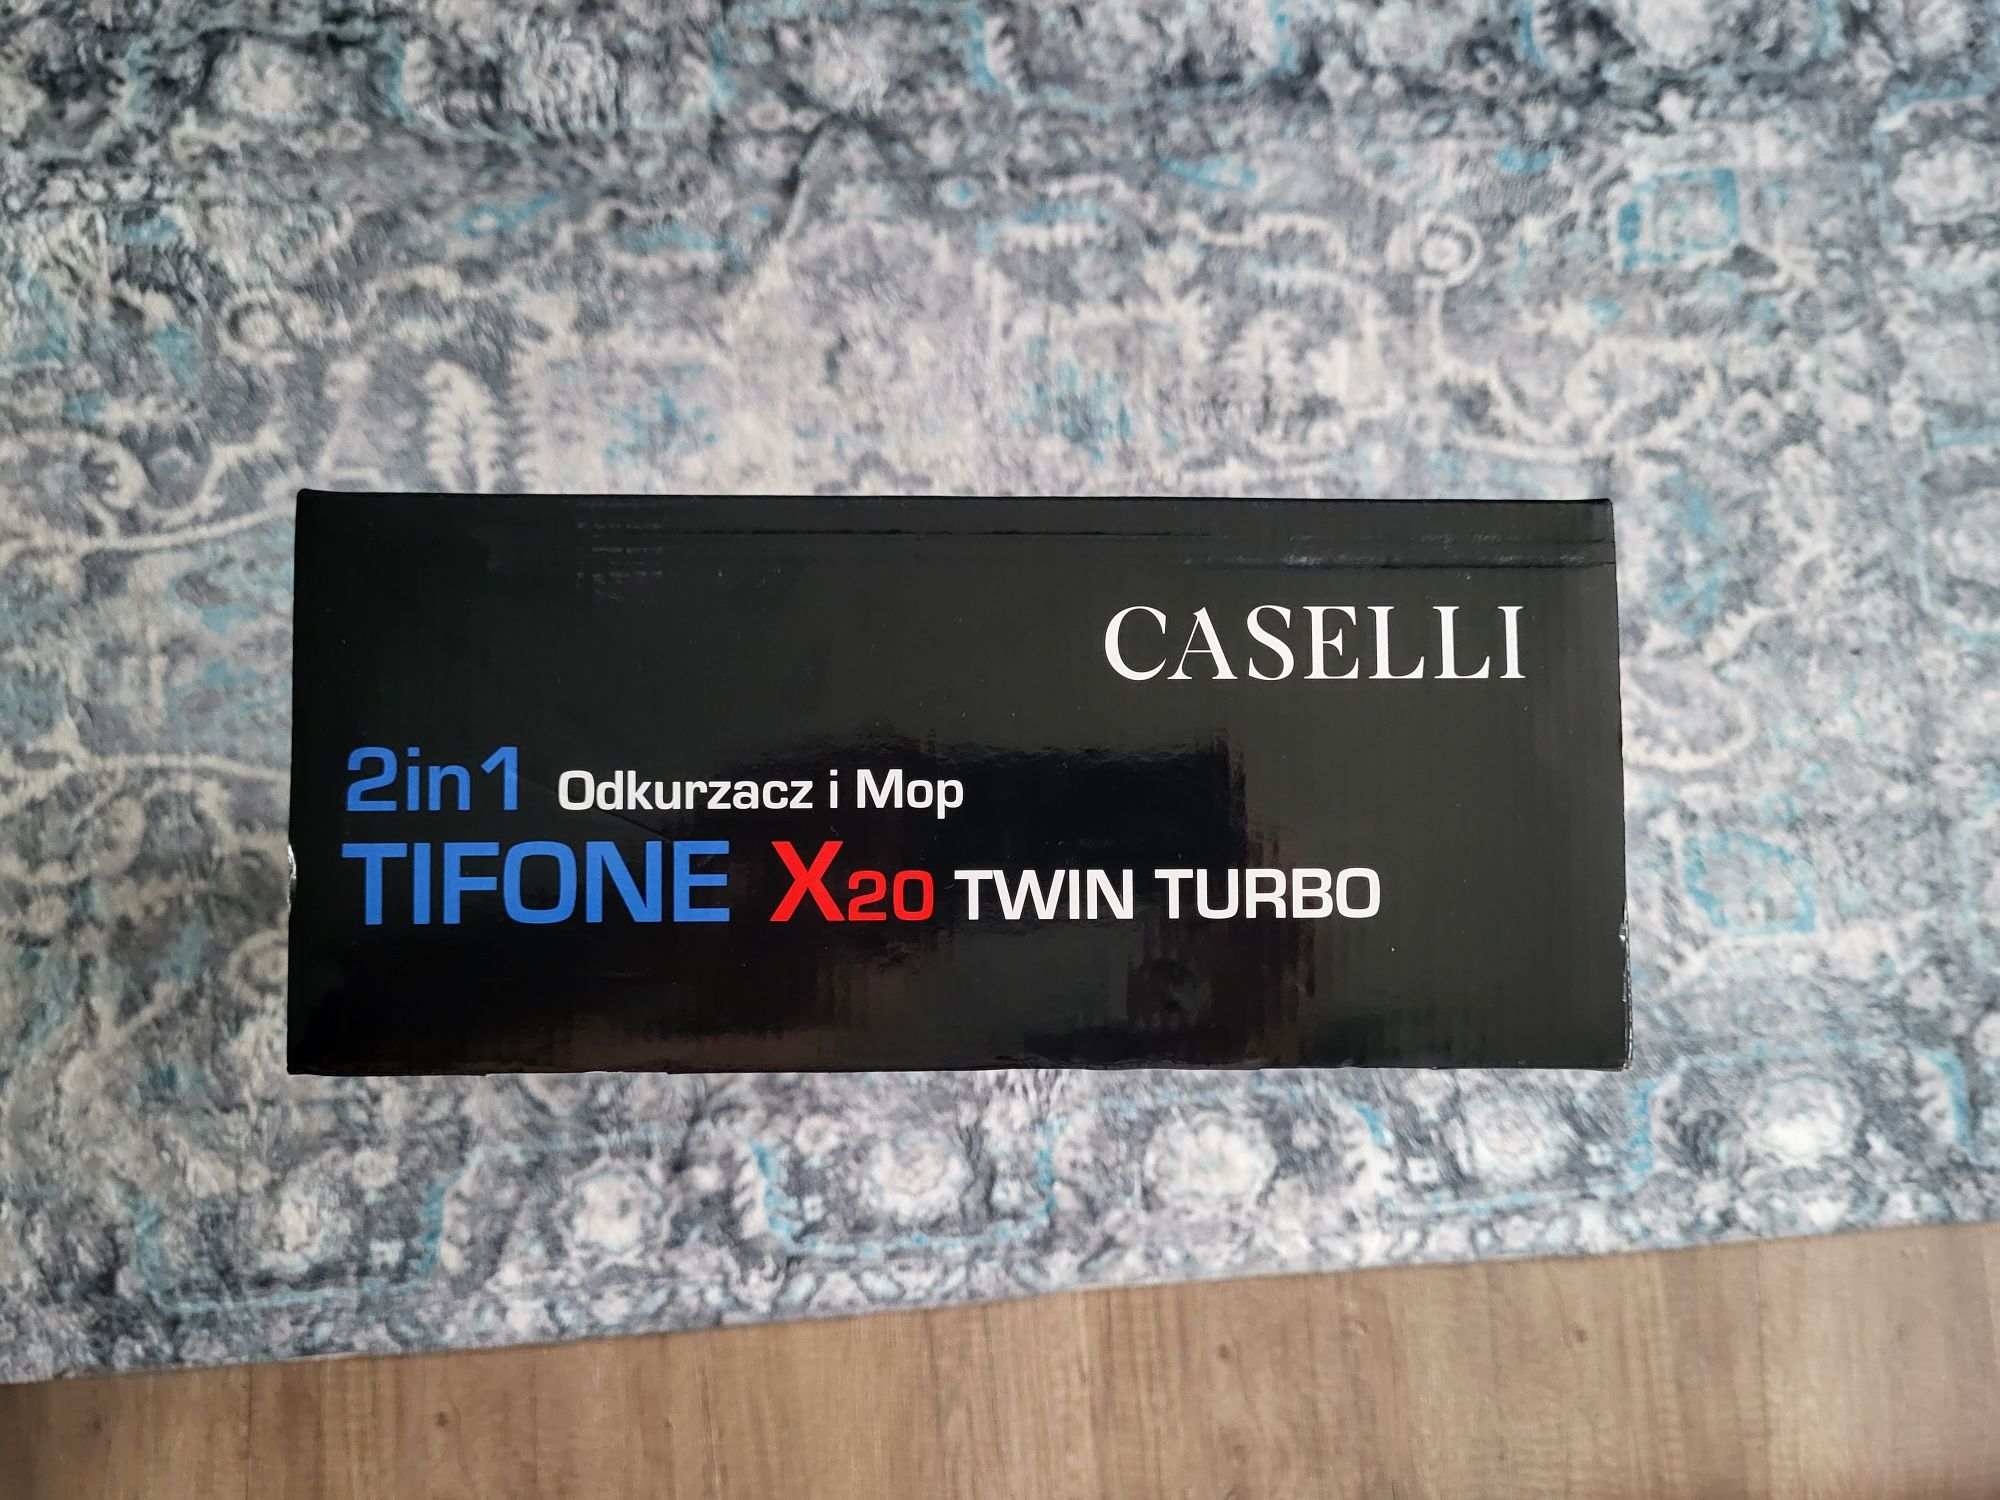 CASELLI
2in1 Odkurzacz i Mop
TIFONE X20 TWIN TURBO